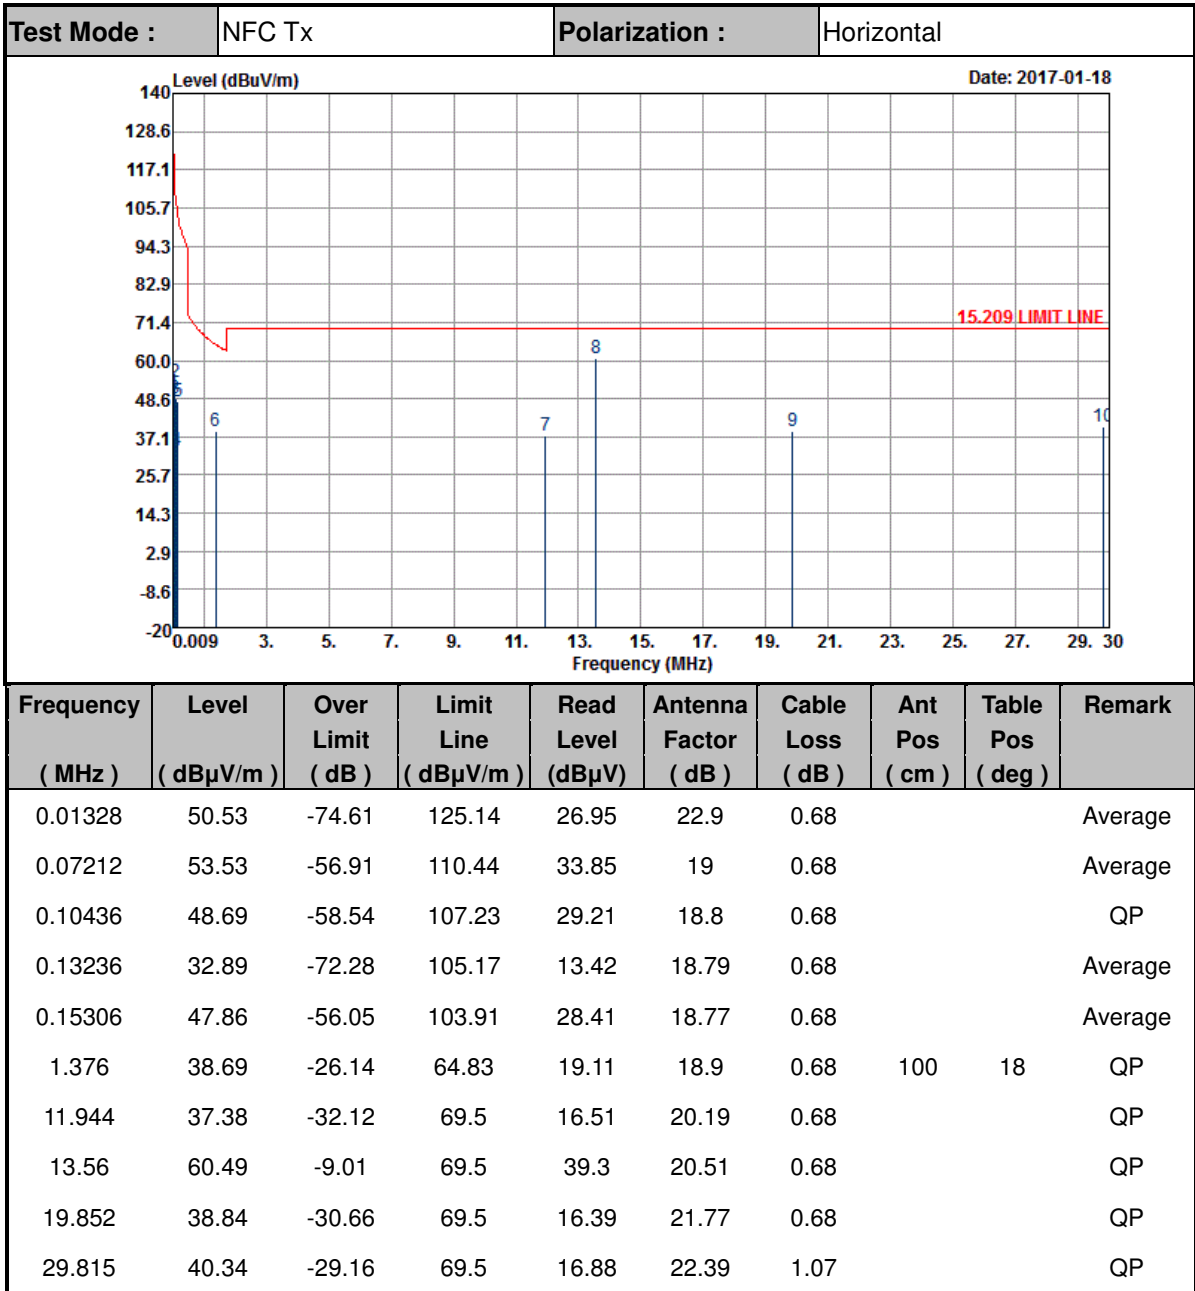 Test Mode : NFC Tx Polarization : Horizontal
Level (dBuV/m) Date: 2017-01-18
140
128.6
117.1
105.7
94.3
82.9
71.4
15.209 LIMIT LINE
8
60.0
48.6
6 7 9 10
37.1
25.7
14.3
2.9
-8.6
-20
0.009 3. 5. 7. 9. 11. 13. 15. 17. 19. 21. 23. 25. 27. 29. 30
Frequency (MHz)
Frequency Level Over Limit Read Antenna Cable Ant Table Remark
Limit Line Level Factor Loss Pos Pos
( MHz ) ( dBµV/m ) ( dB ) ( dBµV/m ) (dBµV) ( dB ) ( dB ) ( cm ) ( deg )
0.01328 50.53 -74.61 125.14 26.95 22.9 0.68 Average
0.07212 53.53 -56.91 110.44 33.85 19 0.68 Average
0.10436 48.69 -58.54 107.23 29.21 18.8 0.68 QP
0.13236 32.89 -72.28 105.17 13.42 18.79 0.68 Average
0.15306 47.86 -56.05 103.91 28.41 18.77 0.68 Average
1.376 38.69 -26.14 64.83 19.11 18.9 0.68 100 18 QP
11.944 37.38 -32.12 69.5 16.51 20.19 0.68 QP
13.56 60.49 -9.01 69.5 39.3 20.51 0.68 QP
19.852 38.84 -30.66 69.5 16.39 21.77 0.68 QP
29.815 40.34 -29.16 69.5 16.88 22.39 1.07 QP